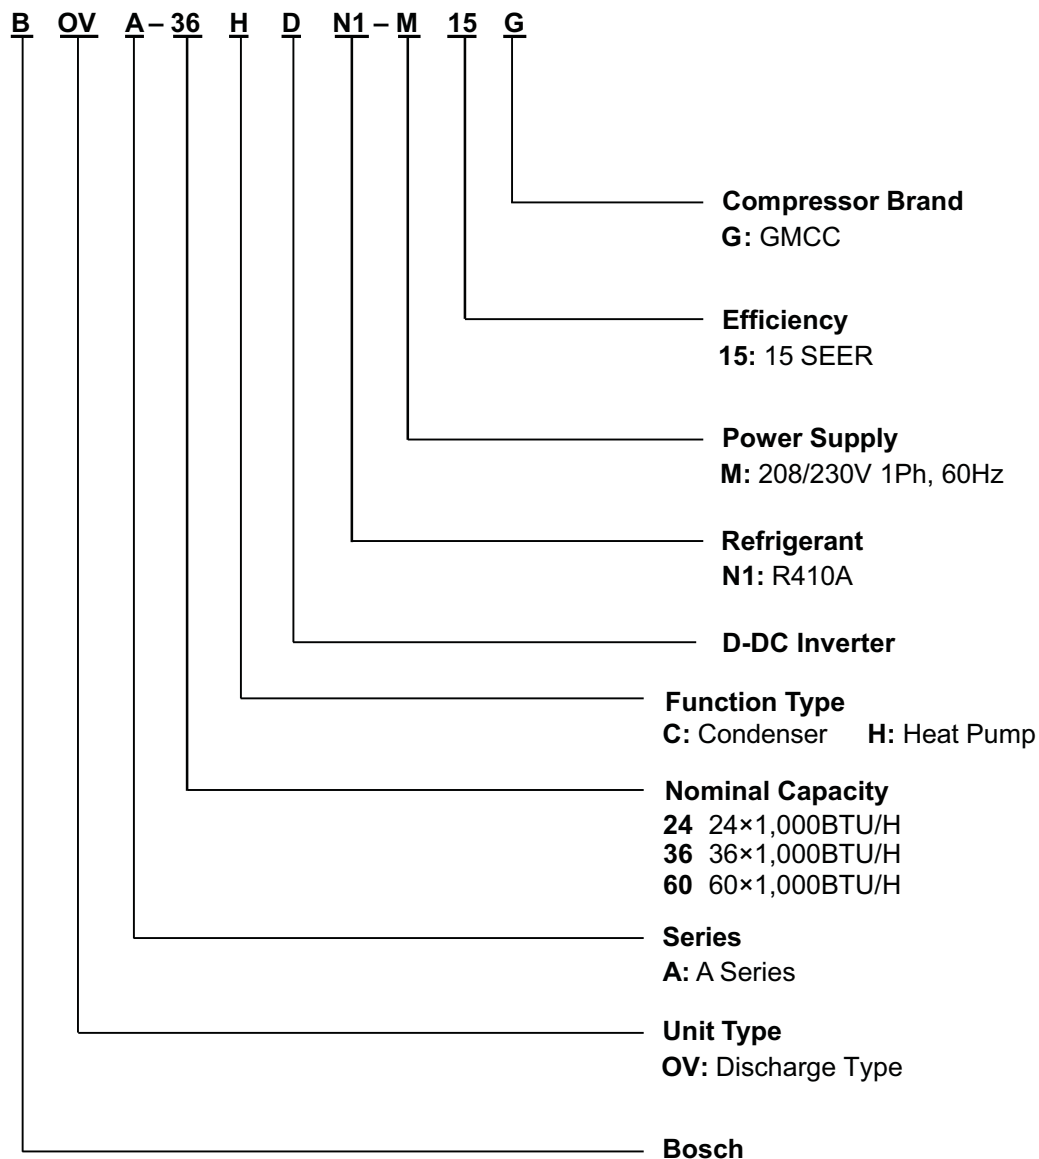 B OV A – 36 H D N1 – M 15 G
Compressor Brand
G: GMCC
Efficiency
15: 15 SEER
Power Supply
M: 208/230V 1Ph, 60Hz
Refrigerant
N1: R410A
D-DC Inverter
Function Type
C: Condenser H: Heat Pump
Nominal Capacity
24 24×1,000BTU/H
36 36×1,000BTU/H
60 60×1,000BTU/H
Series
A: A Series
Unit Type
OV: Discharge Type
Bosch